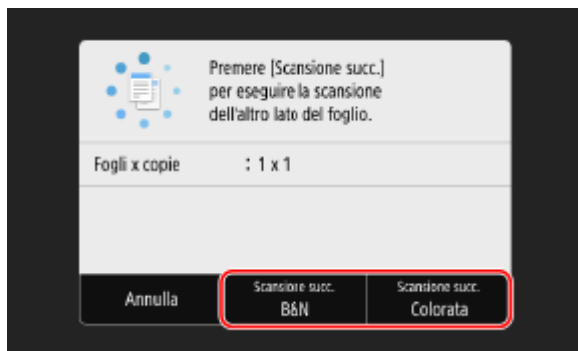 Premere [Scansione succ.]
per eseguire la scansione
dell'altro lato del foglio.
Fogli x copie : 1 x 1
Annulla
Scansione succ.
B&N
Scansione succ.
Colorata